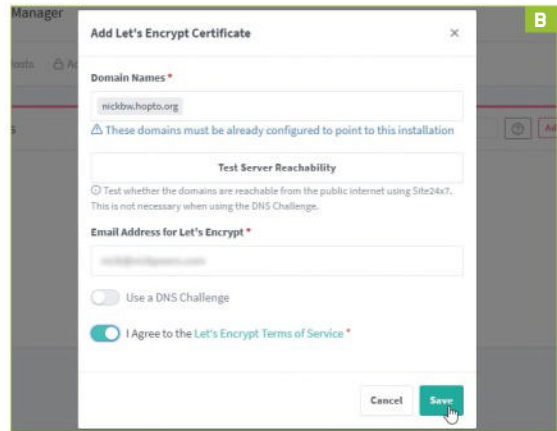 Manager
B
Add Let's Encrypt Certificate
×
Hosts
Domain Names *
nickbw.hopto.org
These domains must be already configured to point to this installation
Test Server Reachability
Test whether the domains are reachable from the public internet using Site24x7.
This is not necessary when using the DNS Challenge.
Email Address for Let's Encrypt *
Use a DNS Challenge
I Agree to the Let's Encrypt Terms of Service *
Cancel
Save